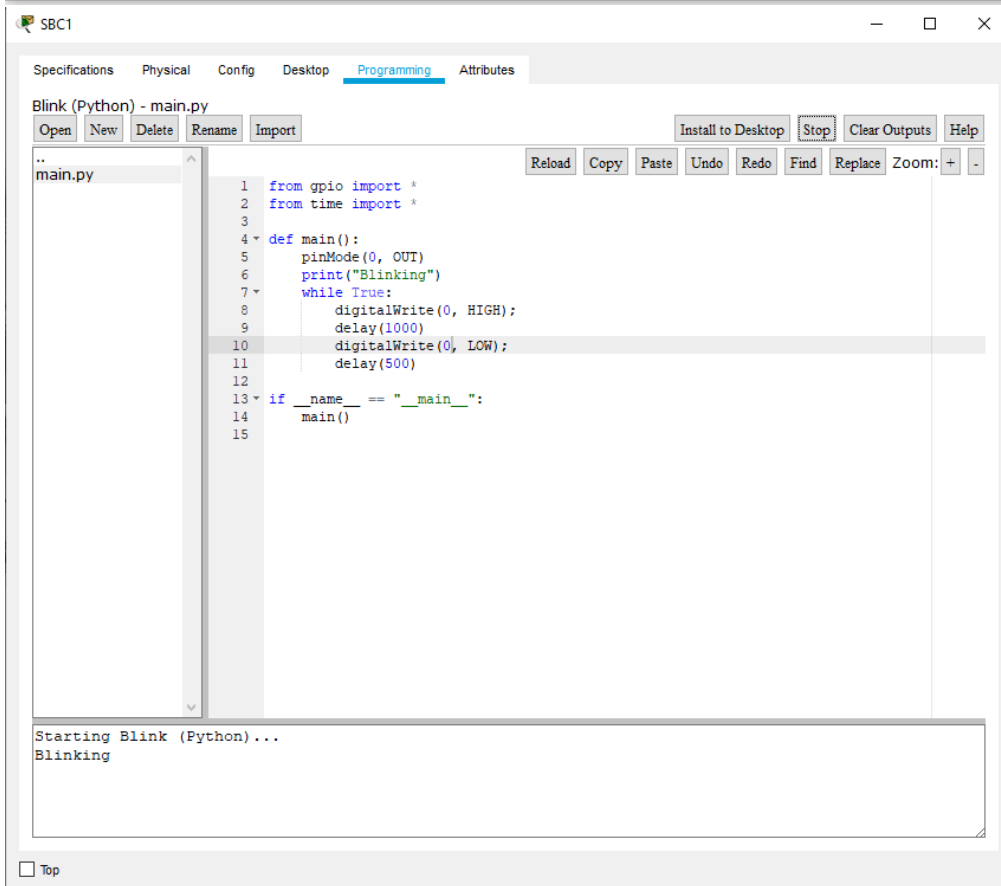 SBC1
Specifications Physical Config Desktop Programming Attributes
Blink (Python) - main.py
Open New Delete Rename Import Install to Desktop Stop Clear Outputs Help
..
main.py
Reload Copy Paste Undo Redo Find Replace Zoom: + -
1 from gpio import *
2 from time import *
3
4 def main():
5     pinMode(0, OUT)
6     print("Blinking")
7     while True:
8         digitalWrite(0, HIGH);
9         delay(1000)
10         digitalWrite(0, LOW);
11         delay(500)
12
13 if __name__ == "__main__":
14     main()
15
Starting Blink (Python)...
Blinking
Top